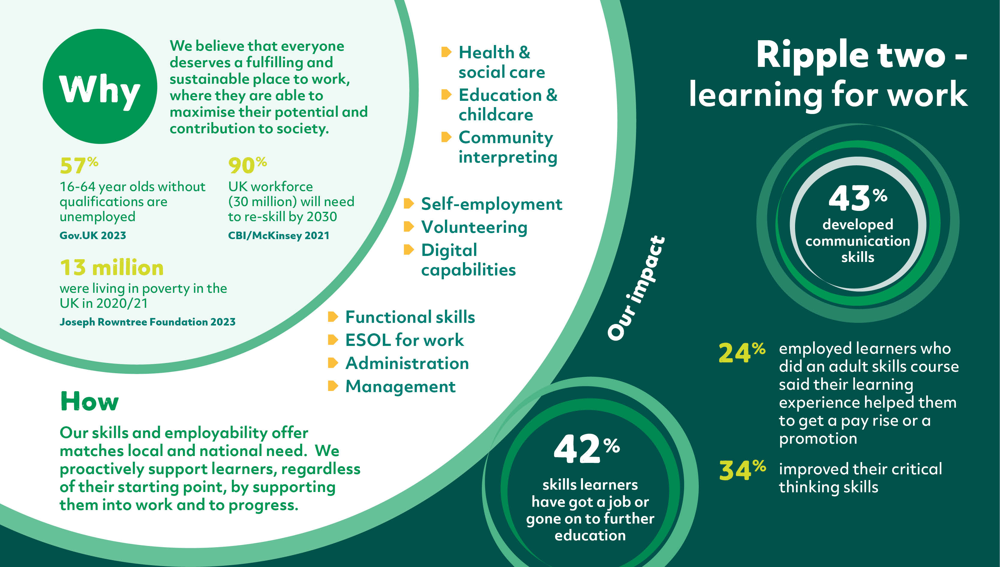 Ripple two -
learning for work
Why
We believe that everyone
deserves a fulfilling and
sustainable place to work,
where they are able to
maximise their potential and
contribution to society.
57%
16-64 year olds without
qualifications are
unemployed
Gov.UK 2023
90%
UK workforce
(30 million) will need
to re-skill by 2030
CBI/McKinsey 2021
13 million
were living in poverty in the
UK in 2020/21
Joseph Rowntree Foundation 2023
How
Our skills and employability offer
matches local and national need.  We
proactively support learners, regardless
of their starting point, by supporting
them into work and to progress.
Health &
social care
Education &
childcare
Community
interpreting
Self-employment
Volunteering
Digital
capabilities
Functional skills
ESOL for work
Administration
Management
Our impact
43%
developed
communication
skills
24%
employed learners who
did an adult skills course
said their learning
experience helped them
to get a pay rise or a
promotion
34%
improved their critical
thinking skills
42%
skills learners
have got a job or
gone on to further
education